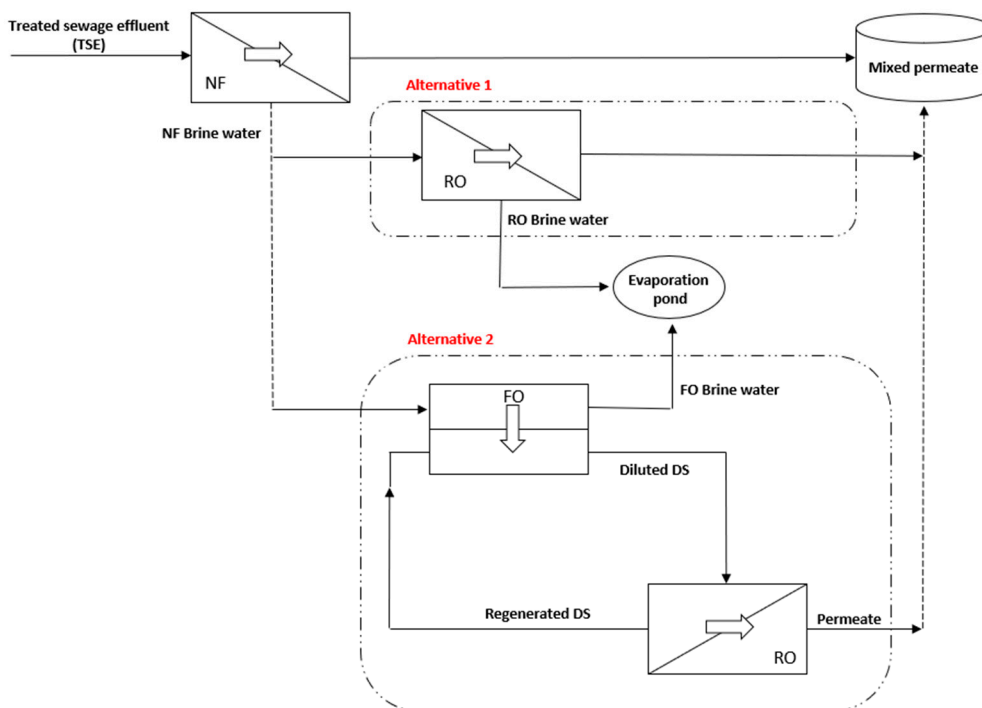 Treated sewage effluent
(TSE)
NF
Mixed permeate
Alternative 1
NF Brine water
RO
RO Brine water
Evaporation
pond
Alternative 2
FO
FO Brine water
Diluted DS
Regenerated DS
Permeate
RO